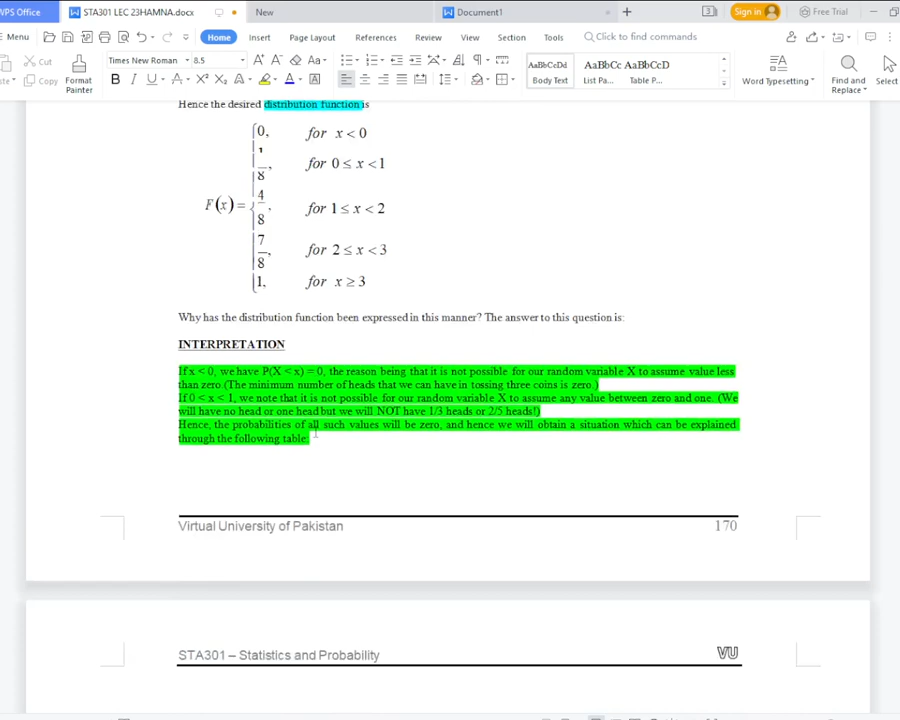 WPS Office STA301 LEC 23HAMNA.docx New Document1 3 Sign in Free Trial
Menu Home Insert Page Layout References Review View Section Tools Click to find commands
Cut Times New Roman 8.5 A+ A- Aa AaBbCcDd AaBbCc AaBbCcD
Copy Format Painter B I U A X² X₂ A A A Body Text List Pa... Table P... Word Typesetting Find and Replace Select
Hence the desired distribution function is
0, for x < 0
1/8, for 0 ≤ x < 1
F(x) = 4/8, for 1 ≤ x < 2
7/8, for 2 ≤ x < 3
1, for x ≥ 3
Why has the distribution function been expressed in this manner? The answer to this question is:
INTERPRETATION
If x < 0, we have P(X < x) = 0, the reason being that it is not possible for our random variable X to assume value less
than zero.(The minimum number of heads that we can have in tossing three coins is zero.)
If 0 < x < 1, we note that it is not possible for our random variable X to assume any value between zero and one. (We
will have no head or one head but we will NOT have 1/3 heads or 2/5 heads!)
Hence, the probabilities of all such values will be zero, and hence we will obtain a situation which can be explained
through the following table:
Virtual University of Pakistan 170
STA301 – Statistics and Probability VU